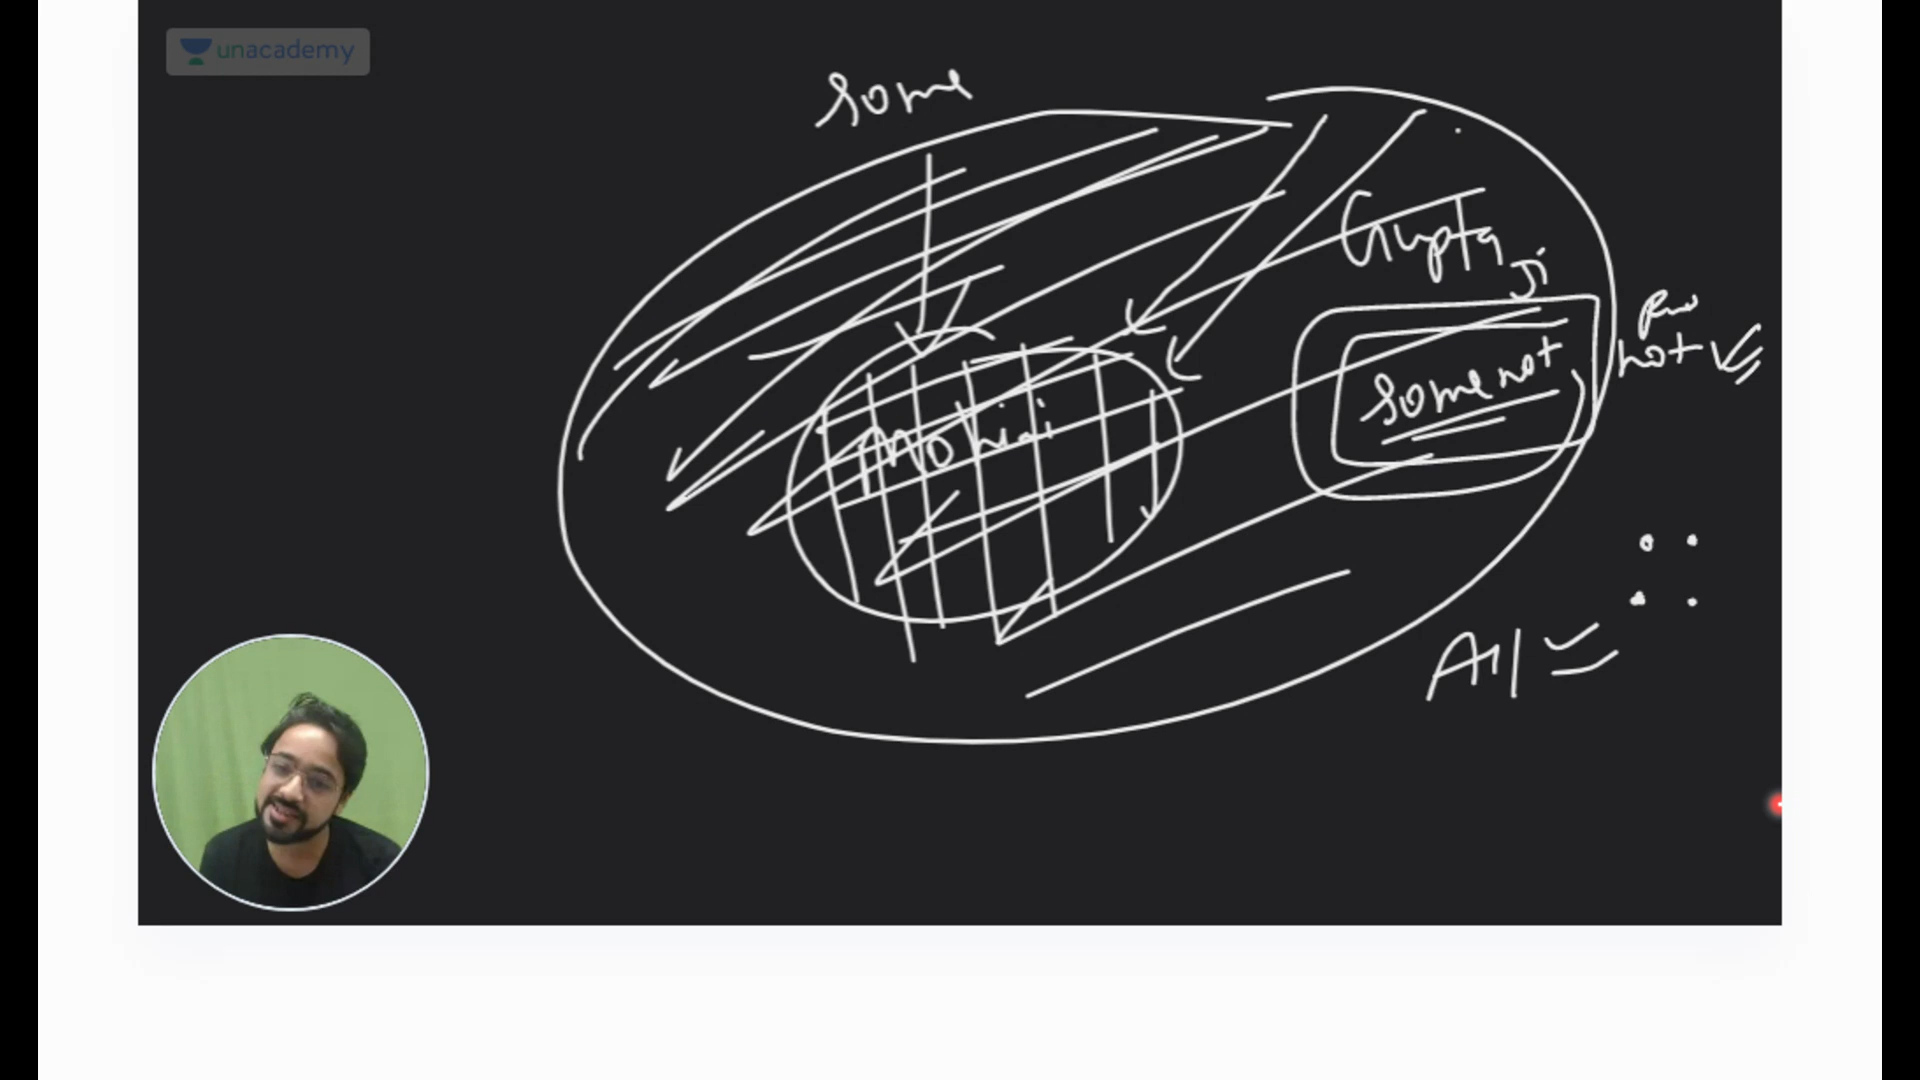 unacademy
Some
Gupta
Ji
not
Some not
Mohini
All